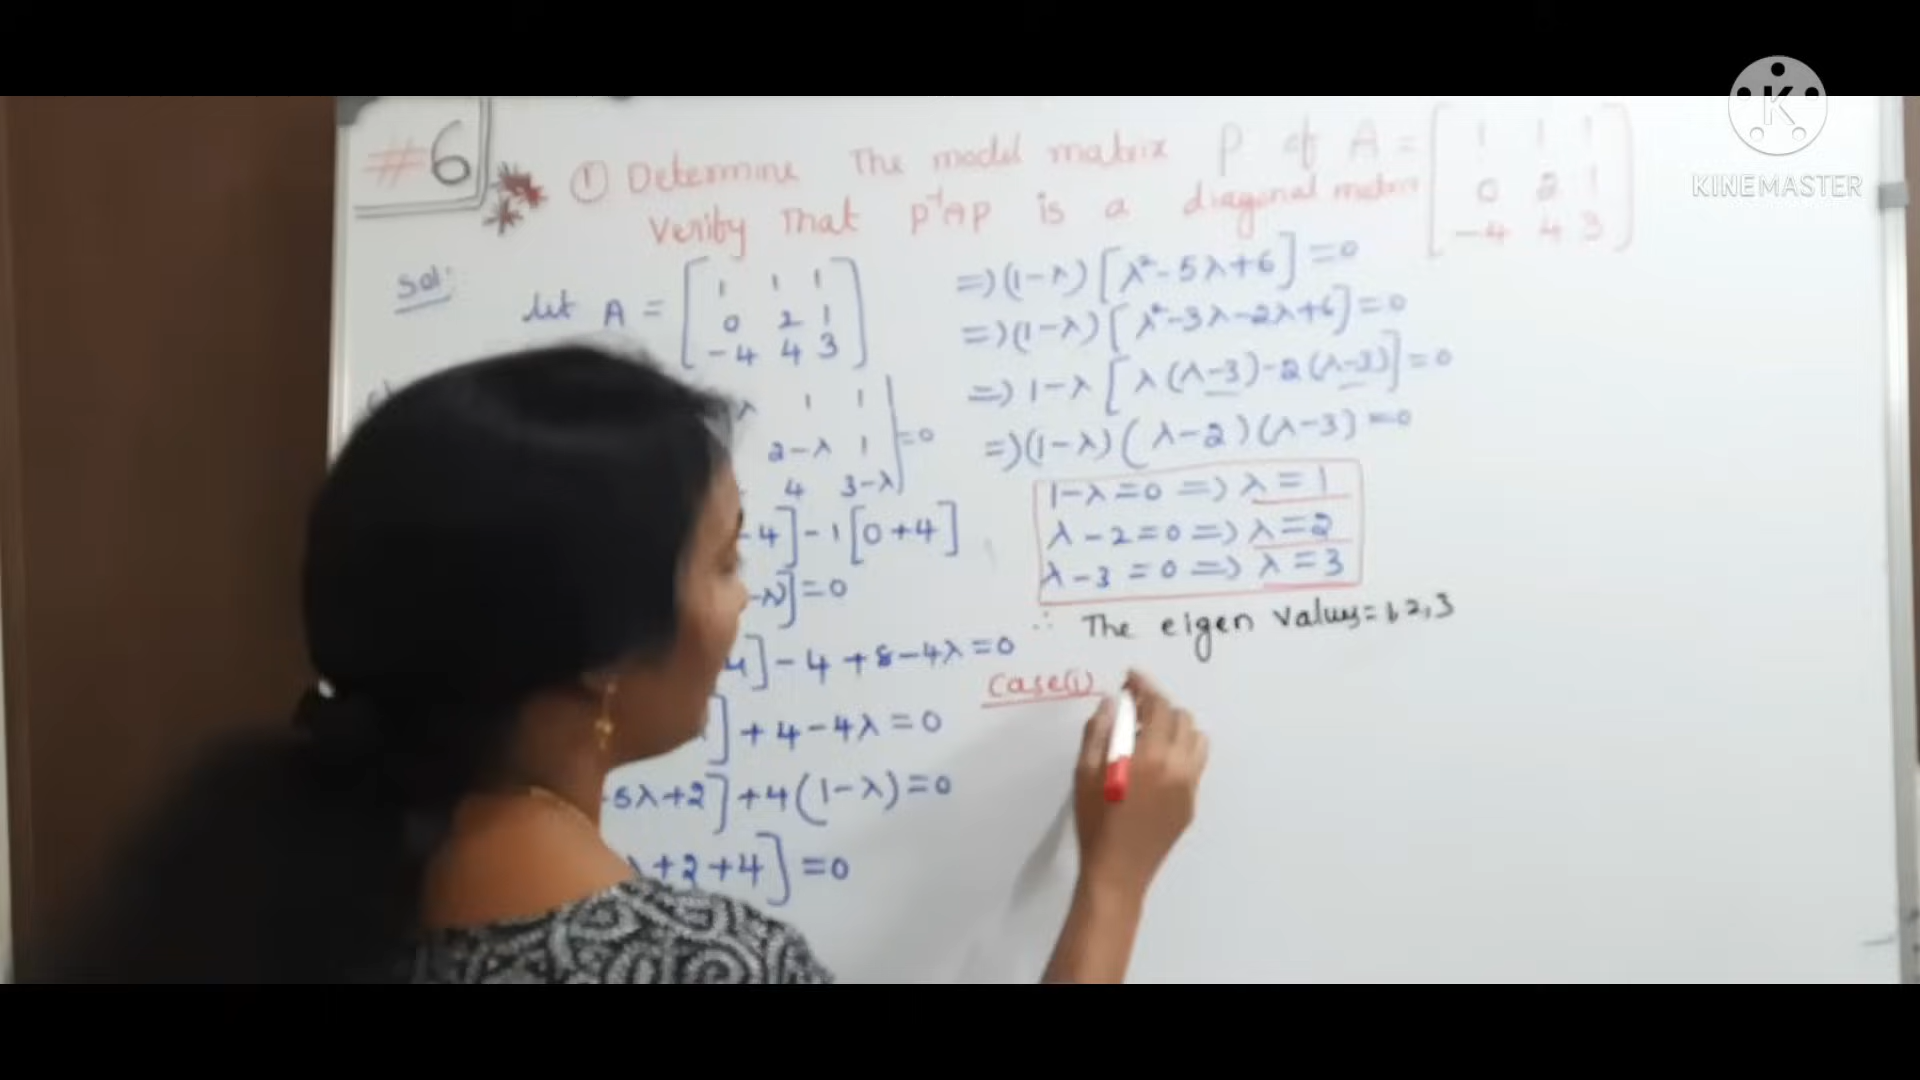 #6
① Determine The model matrix P of A = [1 1 1
0 2 1
-4 4 3]
Verity That P⁻¹AP is a diagonal matrix
Sol:
let A = [1 1 1
0 2 1
-4 4 3]
λ 1 1
2-λ 1 | =0
4 3-λ
-4]-1[0+4]
-λ)]=0
4]-4+8-4λ=0
]+4-4λ=0
-5λ+2]+4(1-λ)=0
λ+2+4]=0
=>(1-λ)[λ²-5λ+6]=0
=>(1-λ)[λ²-3λ-2λ+6]=0
=>1-λ[λ(λ-3)-2(λ-3)]=0
=>(1-λ)(λ-2)(λ-3)=0
1-λ=0 => λ=1
λ-2=0 => λ=2
λ-3=0 => λ=3
∴ The eigen values=1,2,3
Case(i)
K
KINEMASTER